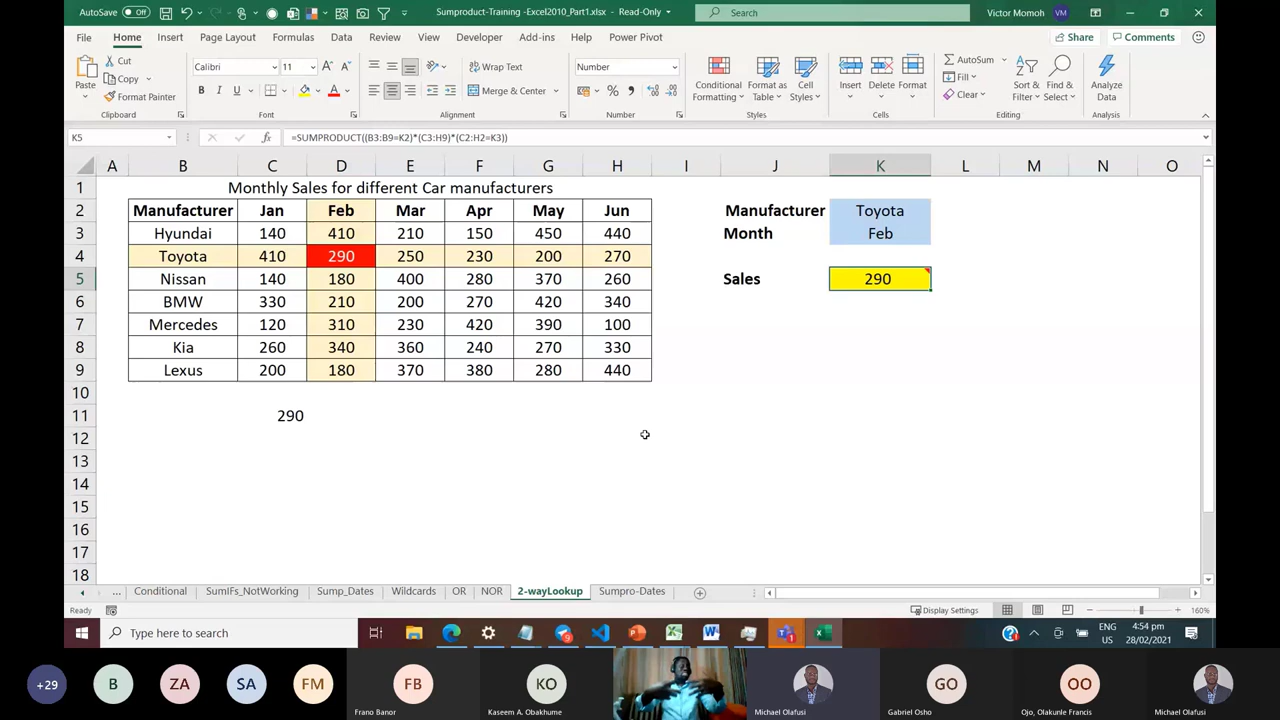 AutoSave Off
Sumproduct-Training -Excel2010_Part1.xlsx - Read-Only
Search
Victor Momoh VM
File Home Insert Page Layout Formulas Data Review View Developer Add-ins Help Power Pivot
Share Comments
Paste
Cut
Copy
Format Painter
Calibri 11
B I U
Wrap Text
Merge & Center
Number
Conditional Formatting
Format as Table
Cell Styles
Insert Delete Format
AutoSum
Fill
Clear
Sort & Filter
Find & Select
Analyze Data
Clipboard Font Alignment Number Styles Cells Editing Analysis
K5 fx =SUMPRODUCT((B3:B9=K2)*(C3:H9)*(C2:H2=K3))
A B C D E F G H I J K L M N O
1 Monthly Sales for different Car manufacturers
2 Manufacturer Jan Feb Mar Apr May Jun Manufacturer Toyota
3 Hyundai 140 410 210 150 450 440 Month Feb
4 Toyota 410 290 250 230 200 270
5 Nissan 140 180 400 280 370 260 Sales 290
6 BMW 330 210 200 270 420 340
7 Mercedes 120 310 230 420 390 100
8 Kia 260 340 360 240 270 330
9 Lexus 200 180 370 380 280 440
10
11 290
12
13
14
15
16
17
18
... Conditional SumIFs_NotWorking Sump_Dates Wildcards OR NOR 2-wayLookup Sumpro-Dates
Ready Display Settings 160%
Type here to search
ENG US
4:54 pm
28/02/2021
+29 B ZA SA FM FB KO GO OO
Frano Banor Kaseem A. Obakhume Michael Olafusi Gabriel Osho Ojo, Olakunle Francis Michael Olafusi